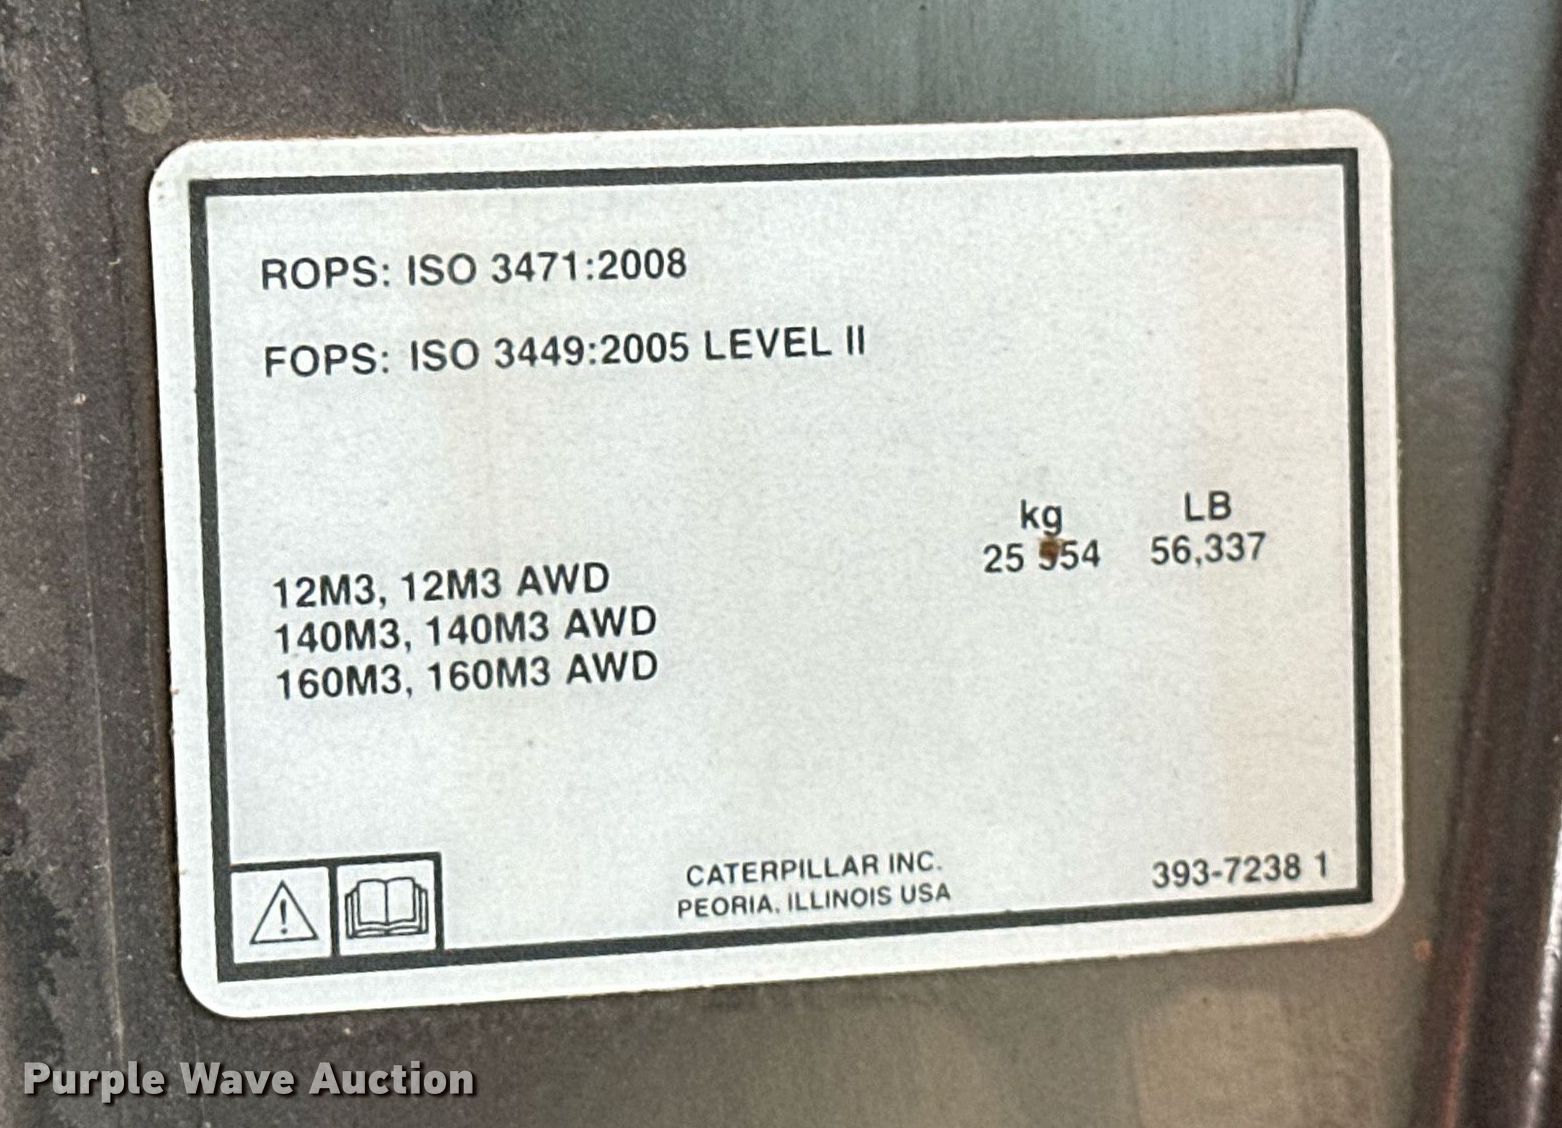 ROPS: ISO 3471:2008
FOPS: ISO 3449:2005 LEVEL II
kg LB
25 554 56,337
12M3, 12M3 AWD
140M3, 140M3 AWD
160M3, 160M3 AWD
CATERPILLAR INC.
PEORIA, ILLINOIS USA
393-7238 1
Purple Wave Auction